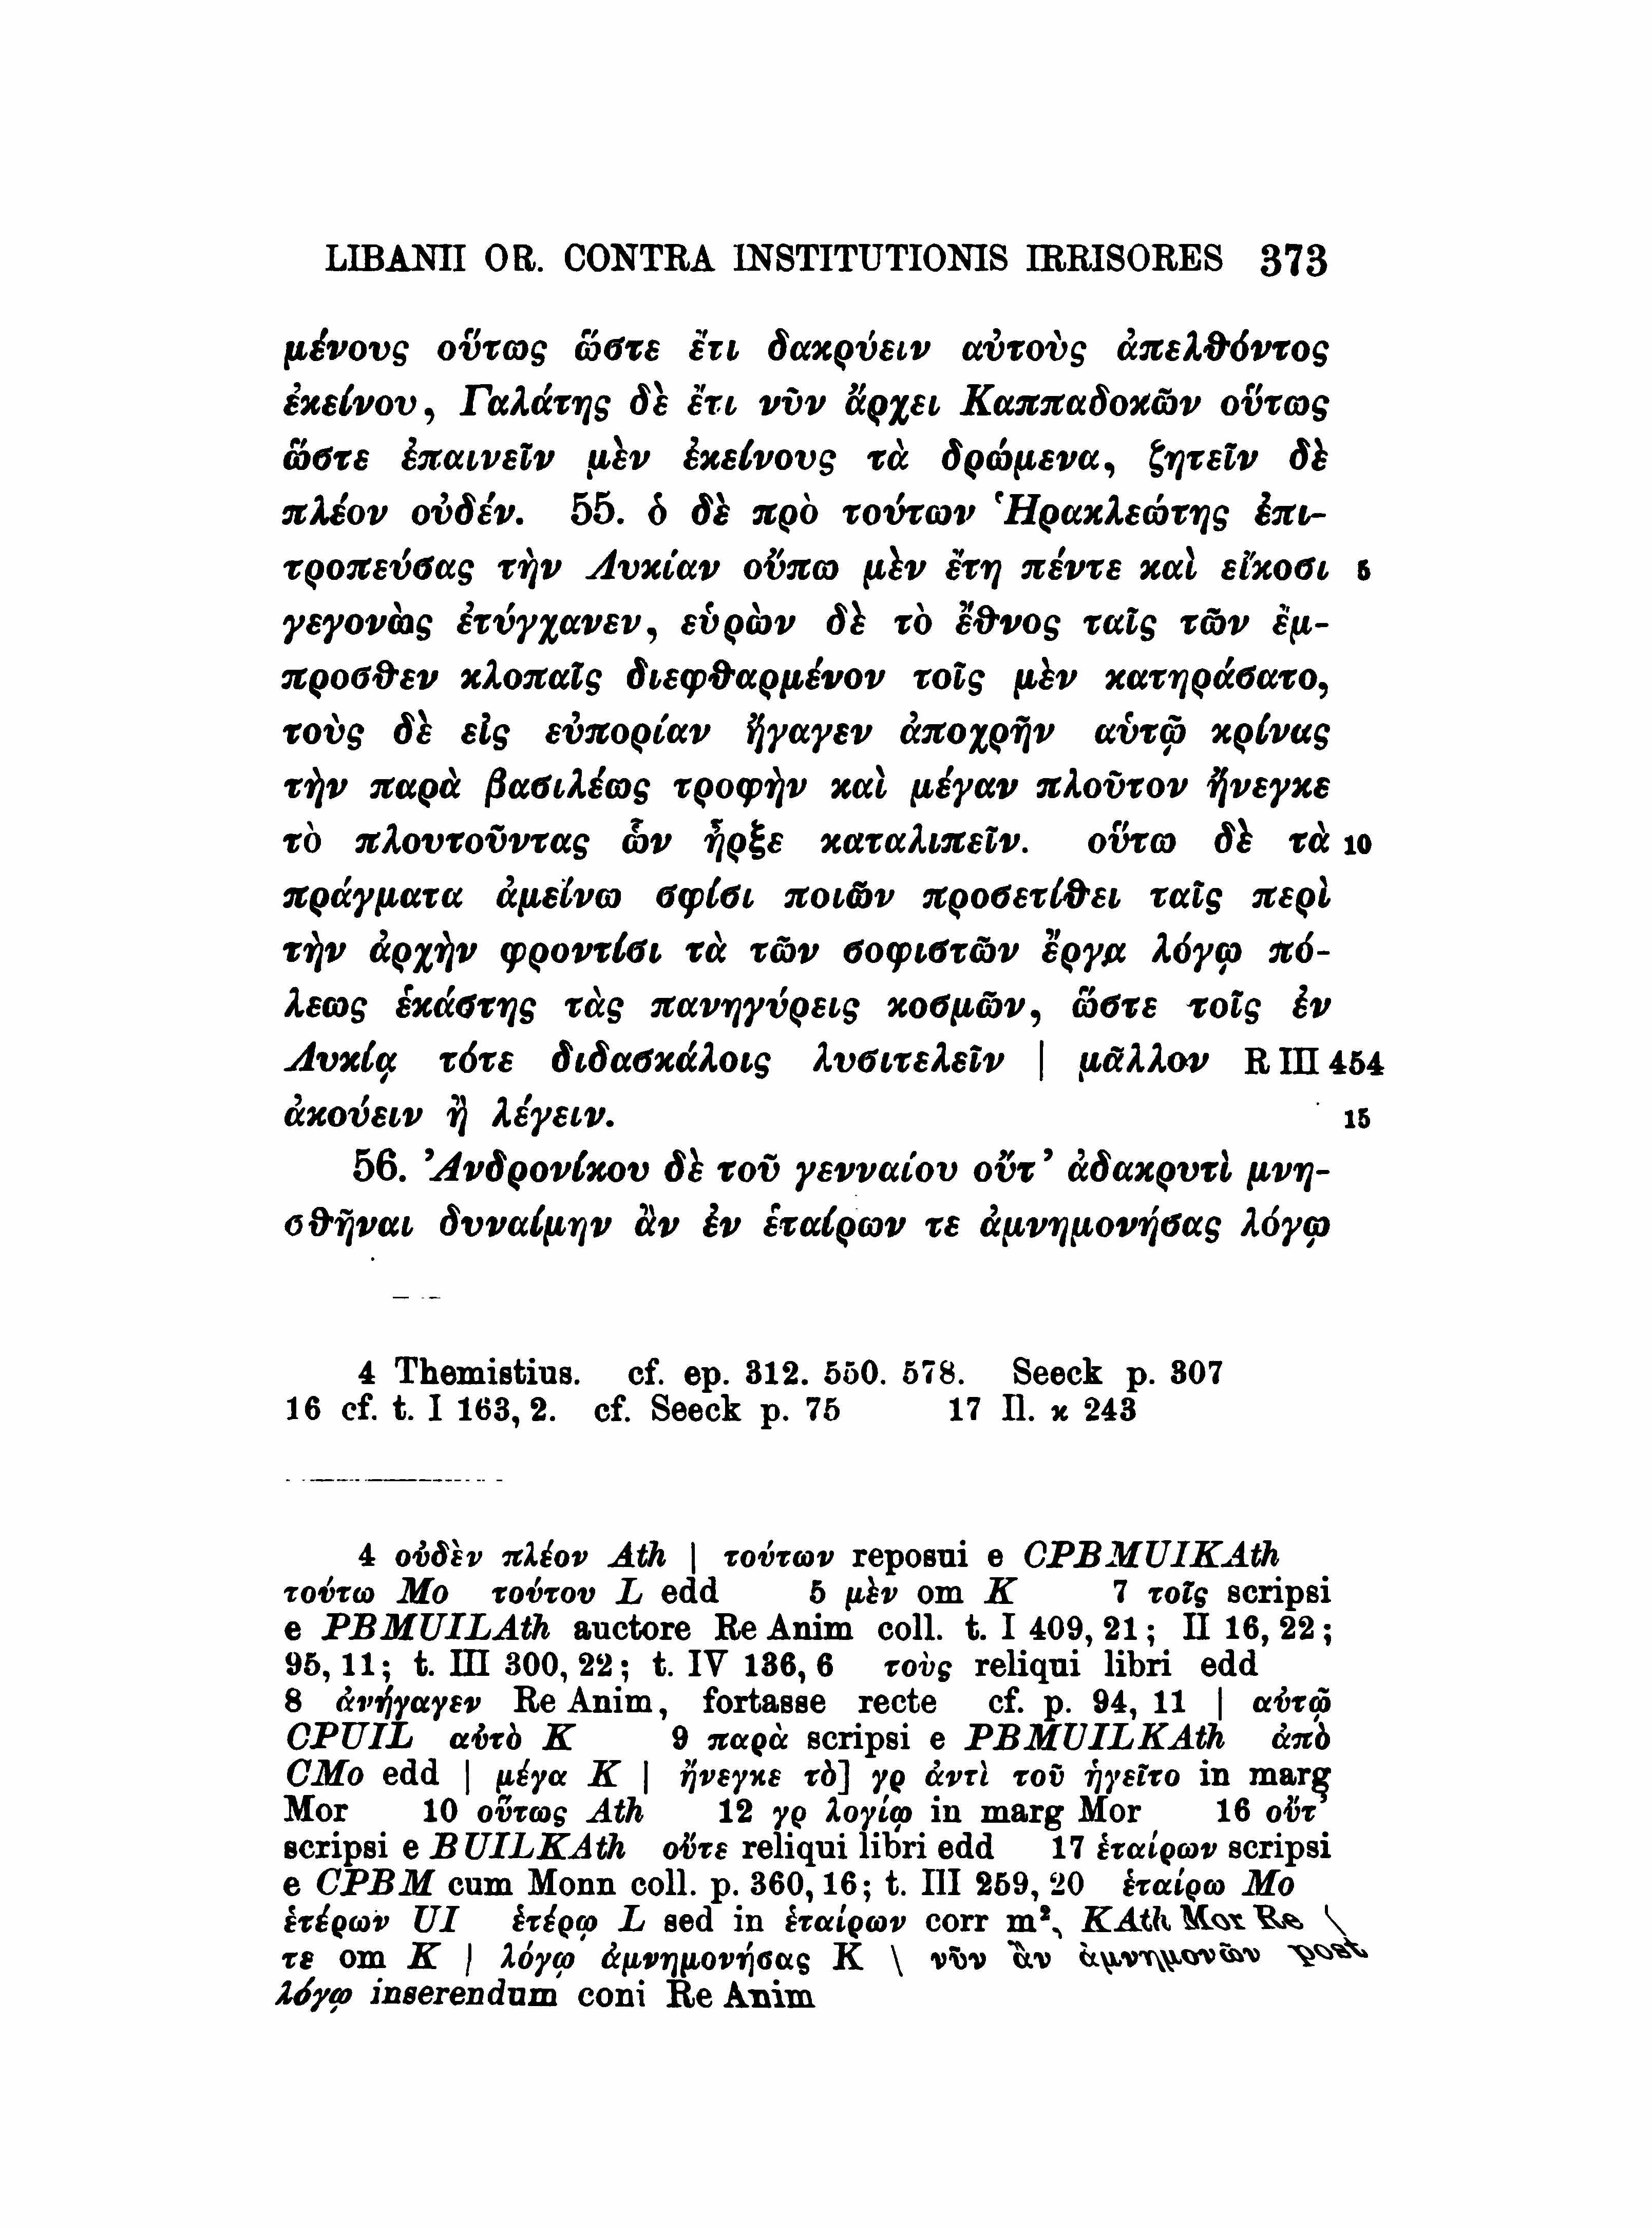 LIBANII OR. CONTRA INSTITUTIONIS IRRISORES 373
μένους οὕτως ὥστε ἔτι δακρύειν αὐτοὺς ἀπελθόντος
ἐκείνου, Γαλάτης δὲ ἔτι νῦν ἄρχει Καππαδοκῶν οὕτως
ὥστε ἐπαινεῖν μὲν ἐκείνους τὰ δρώμενα, ζητεῖν δὲ
πλέον οὐδέν. 55. ὁ δὲ πρὸ τούτων Ἡρακλεώτης ἐπι-
τροπεύσας τὴν Λυκίαν οὔπω μὲν ἔτη πέντε καὶ εἴκοσι 5
γεγονὼς ἐτύγχανεν, εὑρὼν δὲ τὸ ἔθνος ταῖς τῶν ἔμ-
προσθεν κλοπαῖς διεφθαρμένον τοῖς μὲν κατηράσατο,
τοὺς δὲ εἰς εὐπορίαν ἤγαγεν ἀποχρῆν αὑτῷ κρίνας
τὴν παρὰ βασιλέως τροφὴν καὶ μέγαν πλοῦτον ἤνεγκε
τὸ πλουτοῦντας ὧν ἦρξε καταλιπεῖν. οὕτω δὲ τὰ 10
πράγματα ἀμείνω σφίσι ποιῶν προσετίθει ταῖς περὶ
τὴν ἀρχὴν φροντίσι τὰ τῶν σοφιστῶν ἔργα λόγῳ πό-
λεως ἑκάστης τὰς πανηγύρεις κοσμῶν, ὥστε τοῖς ἐν
Λυκίᾳ τότε διδασκάλοις λυσιτελεῖν | μᾶλλον R III 454
ἀκούειν ἢ λέγειν. 15
56. Ἀνδρονίκου δὲ τοῦ γενναίου οὔτ’ ἀδακρυτὶ μνη-
σθῆναι δυναίμην ἂν ἐν ἑταίρων τε ἀμνημονήσας λόγῳ
4 Themistius. cf. ep. 312. 550. 578. Seeck p. 307
16 cf. t. I 163, 2. cf. Seeck p. 75 17 Il. κ 243
4 οὐδὲν πλέον Ath | τούτων reposui e CPBMUIKAth
τούτω Mo τούτου L edd 5 μὲν om K 7 τοῖς scripsi
e PBMUILAth auctore Re Anim coll. t. I 409, 21; II 16, 22;
95, 11; t. III 300, 22; t. IV 136, 6 τοὺς reliqui libri edd
8 ἀνήγαγεν Re Anim, fortasse recte cf. p. 94, 11 | αὐτῷ
CPUIL αὐτὸ K 9 παρὰ scripsi e PBMUILKAth ἀπὸ
CMo edd | μέγα K | ἤνεγκε τὸ] γρ ἀντὶ τοῦ ἡγεῖτο in marg
Mor 10 οὕτως Ath 12 γρ λογίῳ in marg Mor 16 οὔτ’
scripsi e BUILKAth οὔτε reliqui libri edd 17 ἑταίρων scripsi
e CPBM cum Monn coll. p. 360, 16; t. III 259, 20 ἑταίρω Mo
ἑτέρων UI ἑτέρῳ L sed in ἑταίρων corr m², KAth Mor Re |
τε om K | λόγῳ ἀμνημονήσας K | νῦν ἂν ἀμνημονῶν post
λόγῳ inserendum coni Re Anim